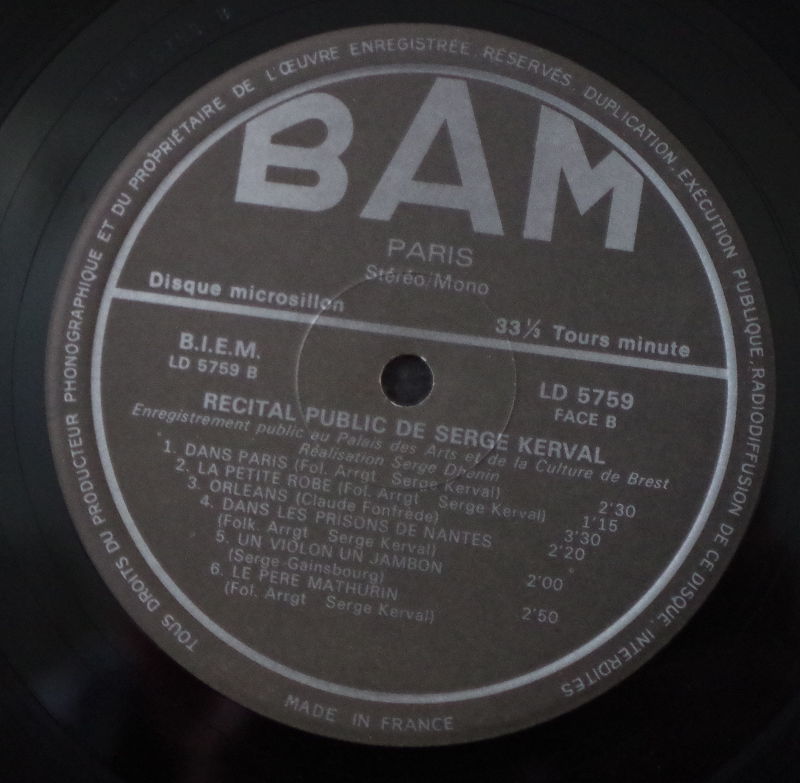 TOUS DROITS DU PRODUCTEUR PHONOGRAPHIQUE ET DU PROPRIÉTAIRE DE L'ŒUVRE ENREGISTRÉE, RÉSERVÉS, DUPLICATION, EXÉCUTION PUBLIQUE, RADIODIFFUSION DE CE DISQUE, INTERDITES
BAM
PARIS
Stéréo/Mono
Disque microsillon
33 1/3 Tours minute
B.I.E.M.
LD 5759 B
LD 5759
FACE B
RECITAL PUBLIC DE SERGE KERVAL
Enregistrement public au Palais des Arts et de la Culture de Brest
Réalisation Serge Dhenin
1. DANS PARIS (Fol. Arrgt Serge Kerval) 2'30
2. LA PETITE ROBE (Fol. Arrgt Serge Kerval) 1'15
3. ORLEANS (Claude Fonfrède) 3'30
4. DANS LES PRISONS DE NANTES
(Folk. Arrgt Serge Kerval) 2'20
5. UN VIOLON UN JAMBON
(Serge Gainsbourg) 2'00
6. LE PERE MATHURIN
(Fol. Arrgt Serge Kerval) 2'50
MADE IN FRANCE